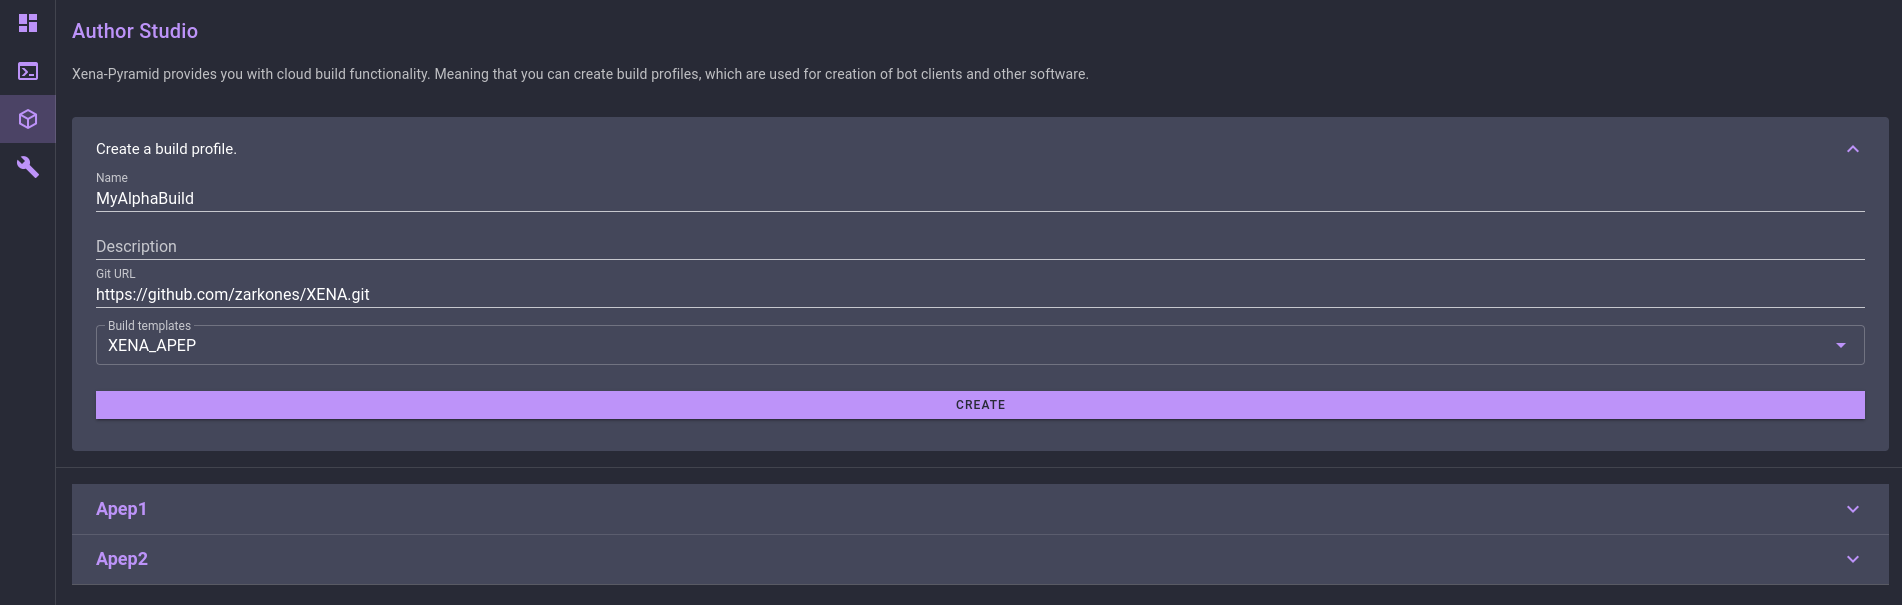 Author Studio
Xena-Pyramid provides you with cloud build functionality. Meaning that you can create build profiles, which are used for creation of bot clients and other software.
Create a build profile.
Name
MyAlphaBuild
Description
Git URL
https://github.com/zarkones/XENA.git
Build templates
XENA_APEP
CREATE
Apep1
Apep2